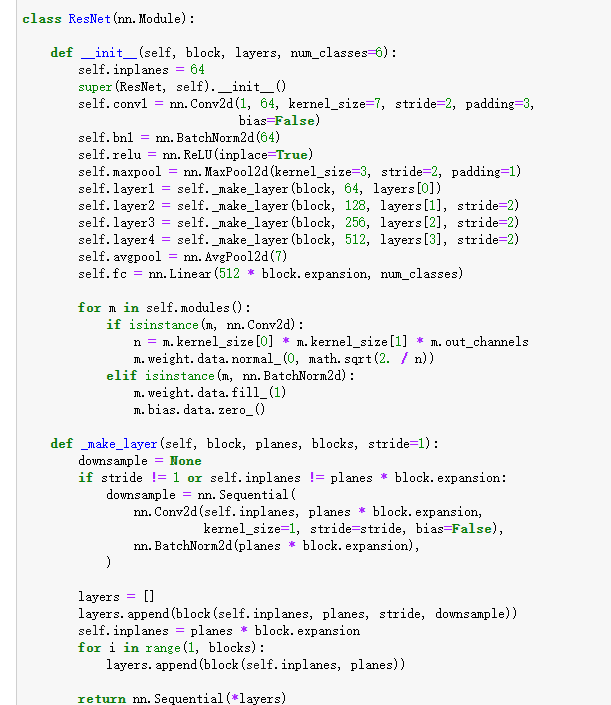 class ResNet(nn.Module):
    def __init__(self, block, layers, num_classes=6):
        self.inplanes = 64
        super(ResNet, self).__init__()
        self.conv1 = nn.Conv2d(1, 64, kernel_size=7, stride=2, padding=3,
                               bias=False)
        self.bn1 = nn.BatchNorm2d(64)
        self.relu = nn.ReLU(inplace=True)
        self.maxpool = nn.MaxPool2d(kernel_size=3, stride=2, padding=1)
        self.layer1 = self._make_layer(block, 64, layers[0])
        self.layer2 = self._make_layer(block, 128, layers[1], stride=2)
        self.layer3 = self._make_layer(block, 256, layers[2], stride=2)
        self.layer4 = self._make_layer(block, 512, layers[3], stride=2)
        self.avgpool = nn.AvgPool2d(7)
        self.fc = nn.Linear(512 * block.expansion, num_classes)
        for m in self.modules():
            if isinstance(m, nn.Conv2d):
                n = m.kernel_size[0] * m.kernel_size[1] * m.out_channels
                m.weight.data.normal_(0, math.sqrt(2. / n))
            elif isinstance(m, nn.BatchNorm2d):
                m.weight.data.fill_(1)
                m.bias.data.zero_()
    def _make_layer(self, block, planes, blocks, stride=1):
        downsample = None
        if stride != 1 or self.inplanes != planes * block.expansion:
            downsample = nn.Sequential(
                nn.Conv2d(self.inplanes, planes * block.expansion,
                          kernel_size=1, stride=stride, bias=False),
                nn.BatchNorm2d(planes * block.expansion),
            )
        layers = []
        layers.append(block(self.inplanes, planes, stride, downsample))
        self.inplanes = planes * block.expansion
        for i in range(1, blocks):
            layers.append(block(self.inplanes, planes))
        return nn.Sequential(*layers)